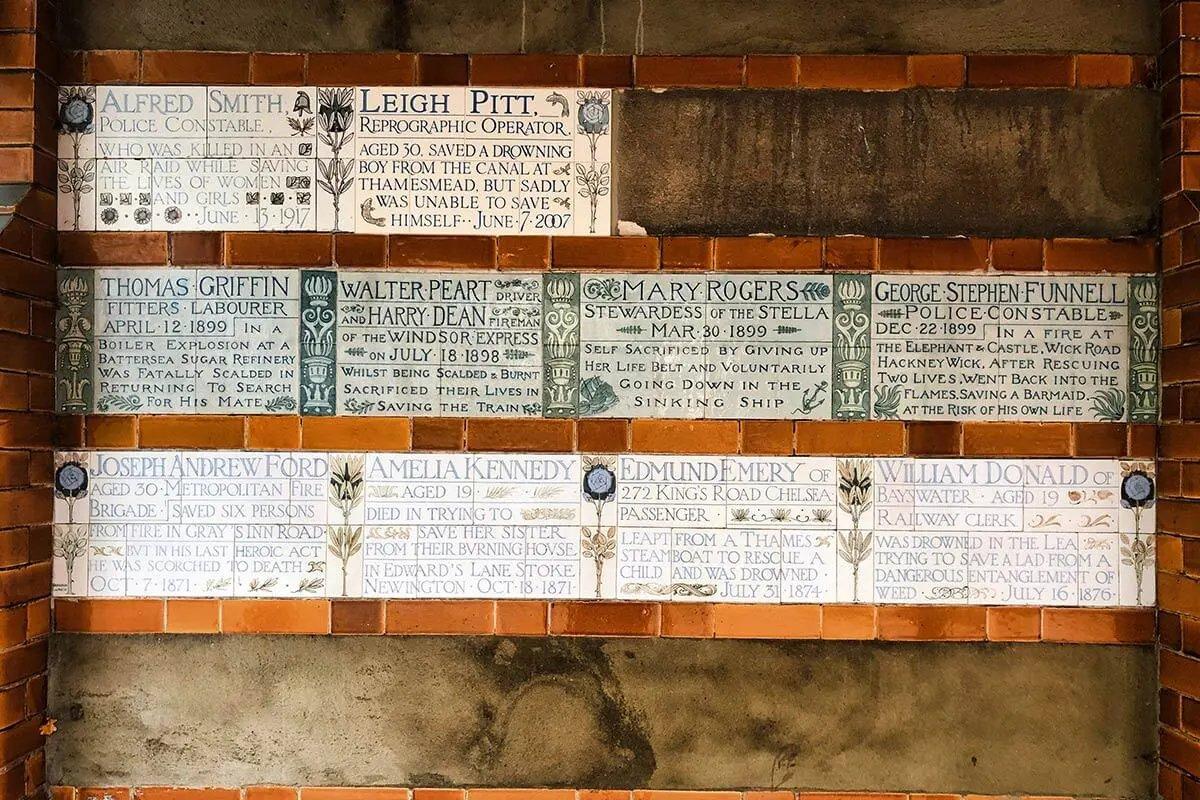 ALFRED SMITH,
POLICE CONSTABLE,
WHO WAS KILLED IN AN
AIR RAID WHILE SAVING
THE LIVES OF WOMEN
AND GIRLS
· JUNE · 13 · 1917
LEIGH PITT,
REPROGRAPHIC OPERATOR,
AGED 30, SAVED A DROWNING
BOY FROM THE CANAL AT
THAMESMEAD, BUT SADLY
WAS UNABLE TO SAVE
HIMSELF · · JUNE · 7 · 2007
THOMAS GRIFFIN
FITTERS LABOURER
APRIL · 12 · 1899 IN A
BOILER EXPLOSION AT A
BATTERSEA SUGAR REFINERY
WAS FATALLY SCALDED IN
RETURNING TO SEARCH
FOR HIS MATE
WALTER PEART DRIVER
AND HARRY DEAN FIREMAN
OF THE WINDSOR EXPRESS
ON JULY · 18 · 1898
WHILST BEING SCALDED & BURNT
SACRIFICED THEIR LIVES IN
SAVING THE TRAIN
MARY ROGERS
STEWARDESS OF THE STELLA
MAR · 30 · 1899
SELF SACRIFICED BY GIVING UP
HER LIFE BELT AND VOLUNTARILY
GOING DOWN IN THE
SINKING SHIP
GEORGE · STEPHEN · FUNNELL
POLICE · CONSTABLE
DEC · 22 · 1899 IN A FIRE AT
THE ELEPHANT & CASTLE, WICK ROAD
HACKNEY WICK, AFTER RESCUING
TWO LIVES, WENT BACK INTO THE
FLAMES, SAVING A BARMAID,
AT THE RISK OF HIS OWN LIFE
JOSEPH ANDREW FORD
AGED 30 · METROPOLITAN FIRE
BRIGADE · SAVED SIX PERSONS
FROM FIRE IN GRAY'S INN ROAD
BVT IN HIS LAST HEROIC ACT
HE WAS SCORCHED TO DEATH
OCT · 7 · 1871
AMELIA KENNEDY
AGED 19
DIED IN TRYING TO
SAVE HER SISTER
FROM THEIR BVRNING HOVSE
IN EDWARD'S LANE STOKE
NEWINGTON · OCT · 18 · 1871
EDMUND EMERY OF
272 KING'S ROAD CHELSEA
PASSENGER
LEAPT FROM A THAMES
STEAMBOAT TO RESCUE A
CHILD AND WAS DROWNED
JULY 31 · 1874
WILLIAM DONALD OF
BAYSWATER · AGED 19
RAILWAY CLERK
WAS DROWNED IN THE LEA
TRYING TO SAVE A LAD FROM A
DANGEROUS ENTANGLEMENT OF
WEED · JULY 16 · 1876 ·